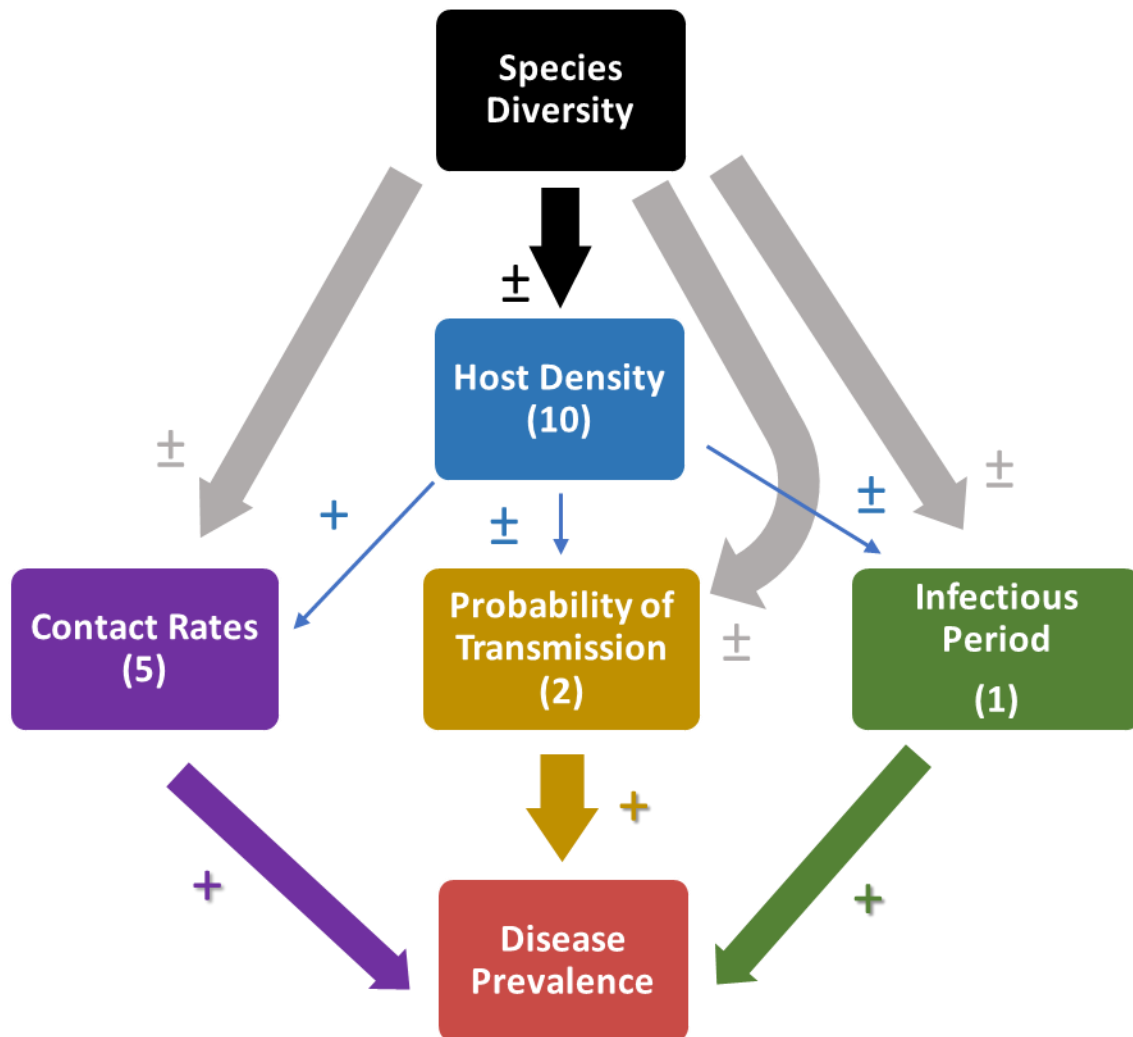 Species
Diversity
±
Host Density
(10)
±
+
±
±
±
Contact Rates
(5)
Probability of
Transmission
(2)
±
Infectious
Period
(1)
+
+
+
Disease
Prevalence